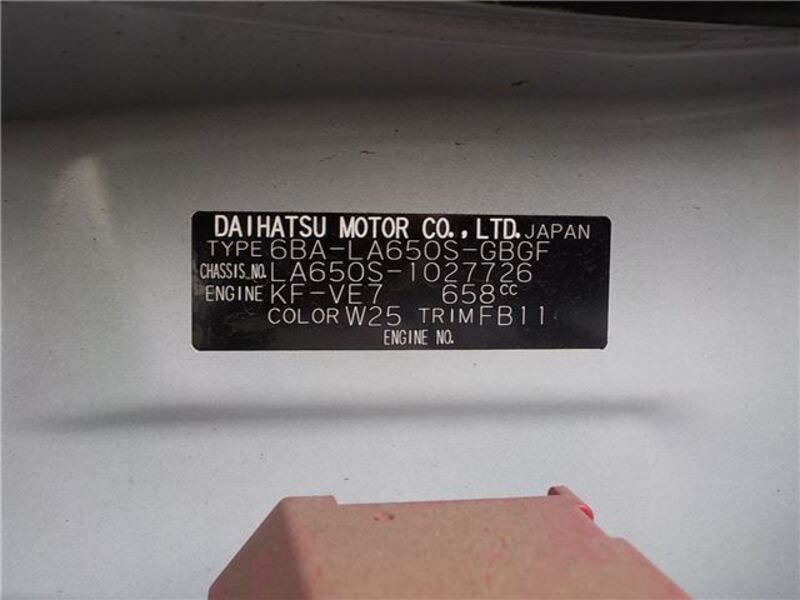 DAIHATSU MOTOR CO., LTD. JAPAN
TYPE 6BA-LA650S-GBGF
CHASSIS NO. LA650S-1027726
ENGINE KF-VE7 658cc
COLOR W25 TRIM FB11
ENGINE NO.